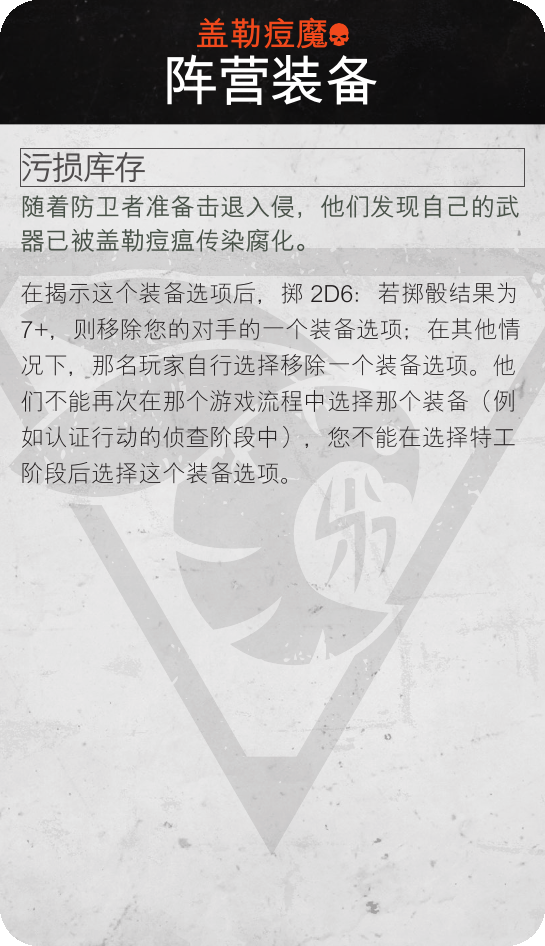 盖勒痘魔
阵营装备
污损库存
随着防卫者准备击退入侵，他们发现自己的武
器已被盖勒痘瘟传染腐化。
在揭示这个装备选项后，掷 2D6：若掷骰结果为
7+，则移除您的对手的一个装备选项；在其他情
况下，那名玩家自行选择移除一个装备选项。他
们不能再次在那个游戏流程中选择那个装备（例
如认证行动的侦查阶段中），您不能在选择特工
阶段后选择这个装备选项。